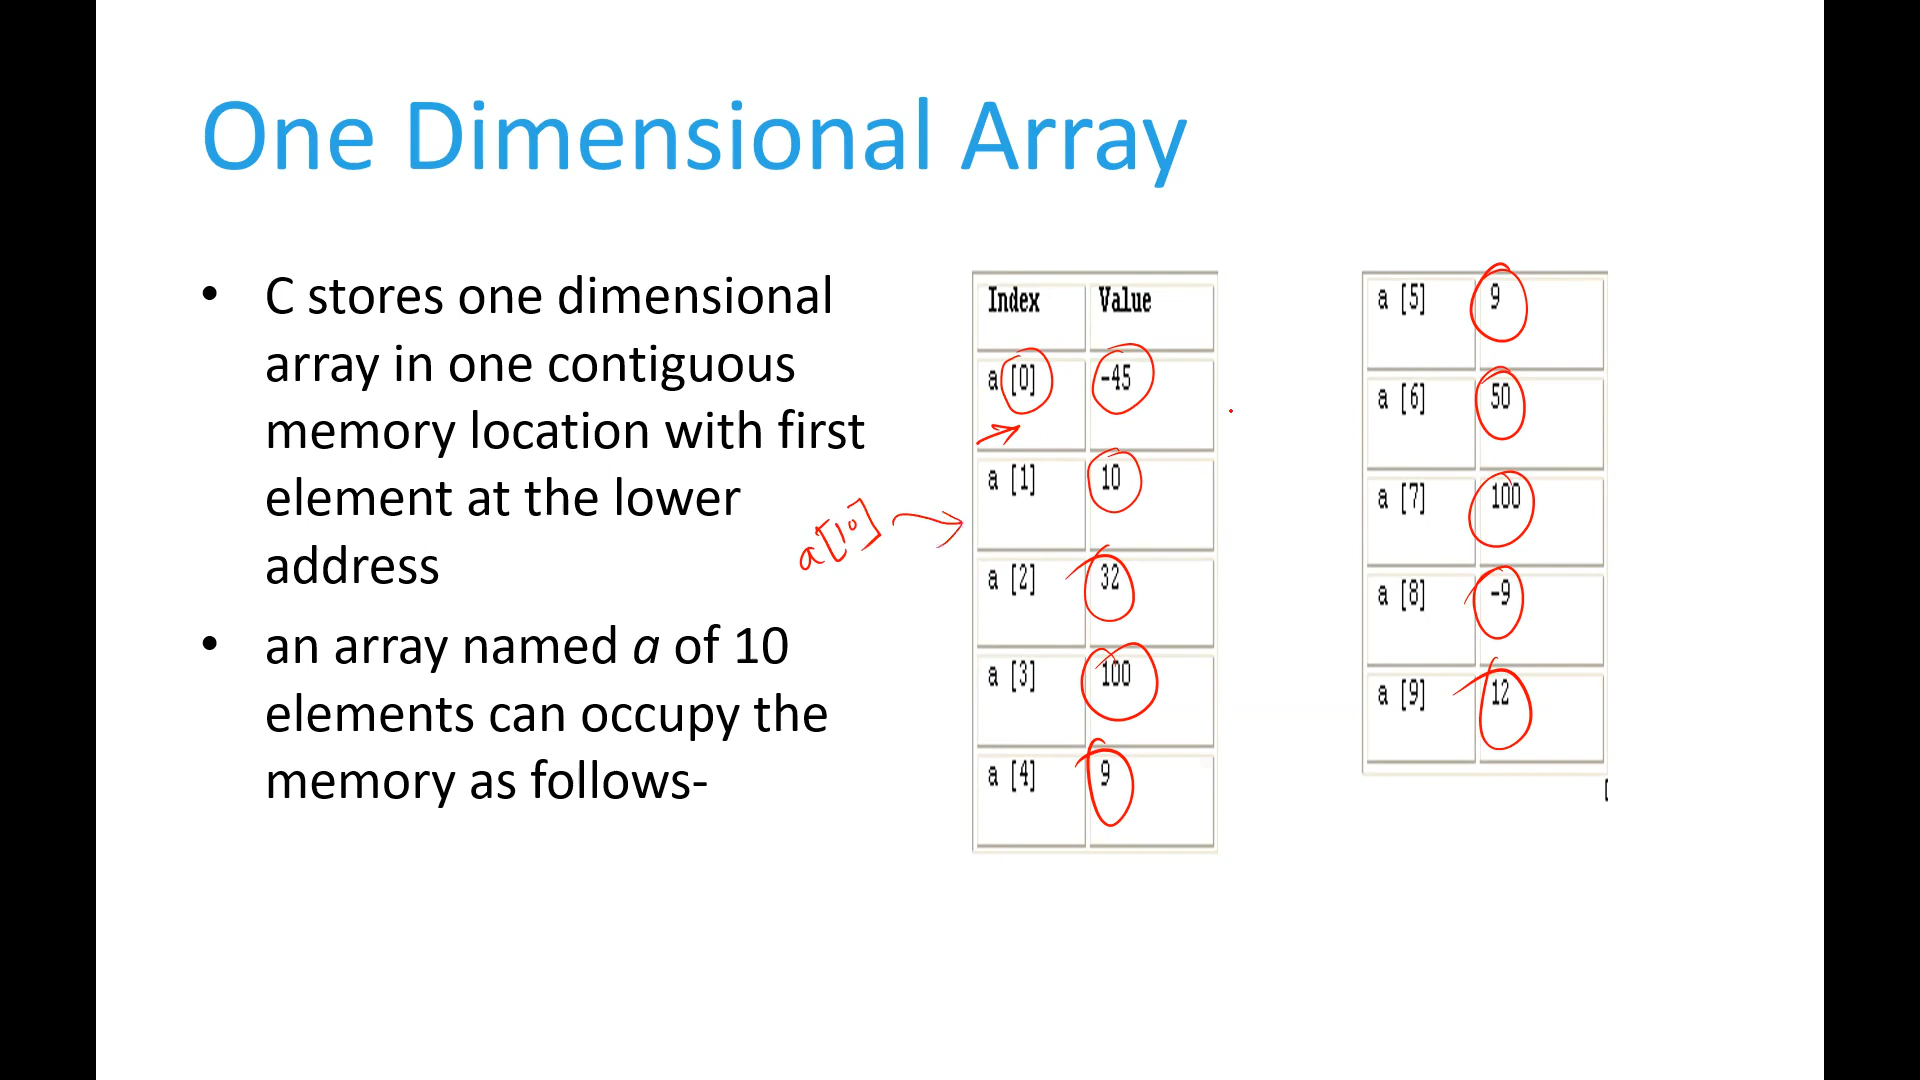 One Dimensional Array
• C stores one dimensional
array in one contiguous
memory location with first
element at the lower
address
• an array named a of 10
elements can occupy the
memory as follows-
a[10]
Index Value
a [0] -45
a [1] 10
a [2] 32
a [3] 100
a [4] 9
a [5] 9
a [6] 50
a [7] 100
a [8] -9
a [9] 12